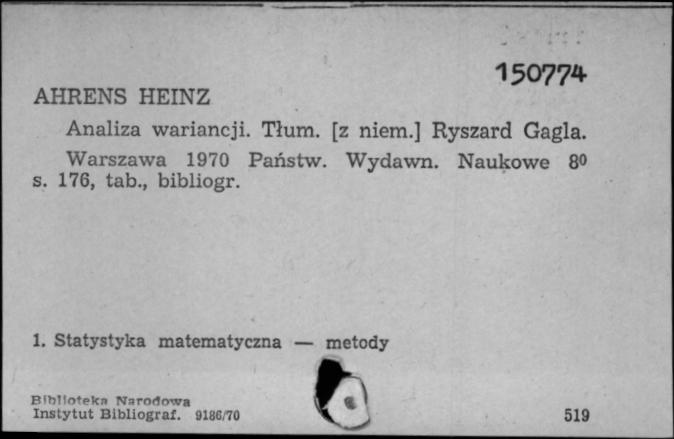 150774
AHRENS HEINZ
Analiza wariancji. Tłum. [z niem.] Ryszard Gagla.
Warszawa 1970 Państw. Wydawn. Naukowe 8⁰
s. 176, tab., bibliogr.
1. Statystyka matematyczna — metody
Biblioteka Narodowa
Instytut Bibliograf. 9186/70
519